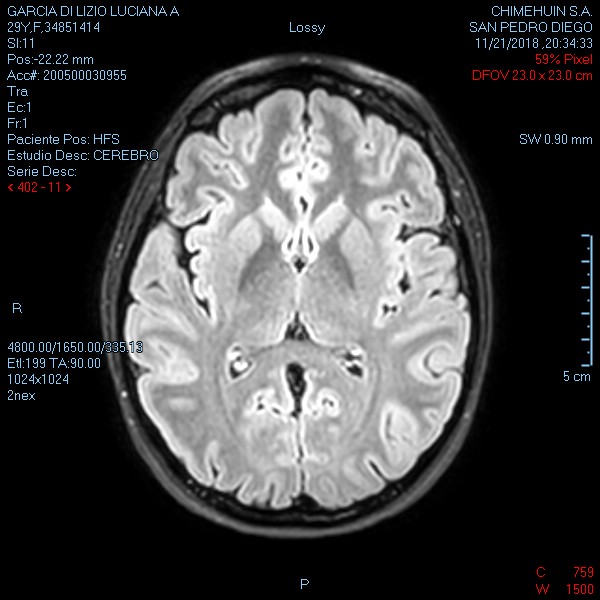 GARCIA DI LIZIO LUCIANA A
29Y,F,34851414
Sl:11
Pos:-22.22 mm
Acc#: 200500030955
Tra
Ec:1
Fr:1
Paciente Pos: HFS
Estudio Desc: CEREBRO
Serie Desc:
< 402 - 11 >
Lossy
CHIMEHUIN S.A.
SAN PEDRO DIEGO
11/21/2018 ,20:34:33
59% Pixel
DFOV 23.0 x 23.0 cm
SW 0.90 mm
R
4800.00/1650.00/335.13
Etl:199 TA:90.00
1024x1024
2nex
5 cm
P
C 759
W 1500